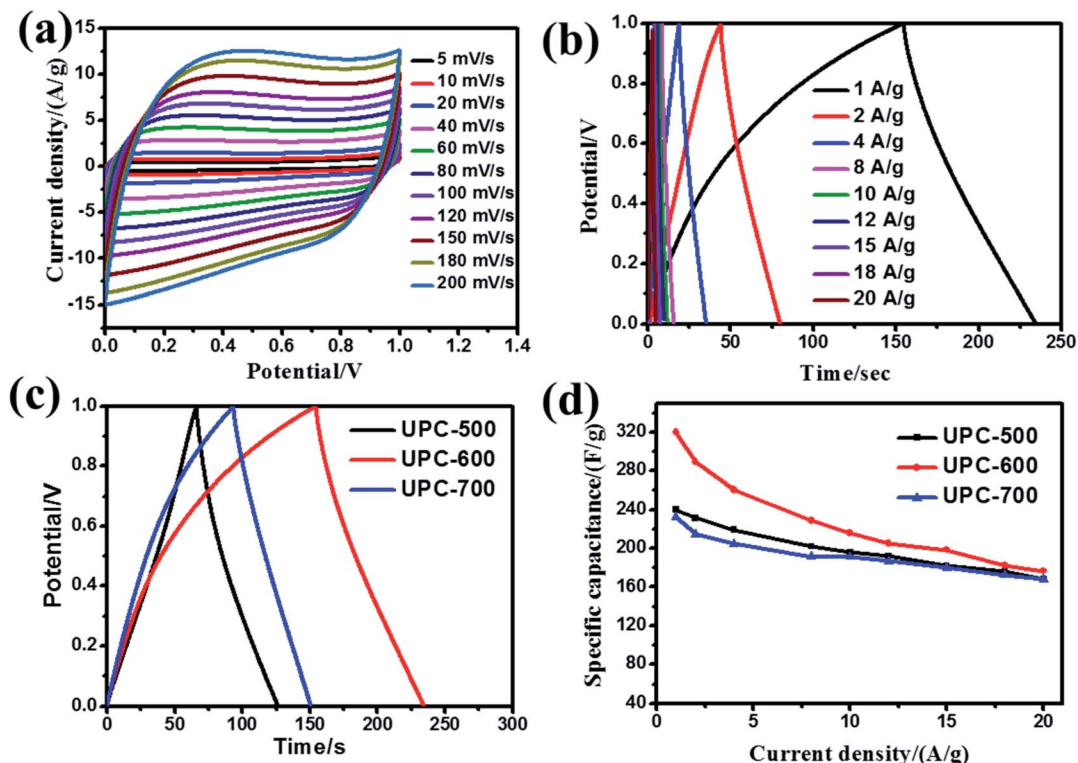 (a)
Current density/(A/g)
15
10
5
0
-5
-10
-15
0.0 0.2 0.4 0.6 0.8 1.0 1.2 1.4
Potential/V
5 mV/s
10 mV/s
20 mV/s
40 mV/s
60 mV/s
80 mV/s
100 mV/s
120 mV/s
150 mV/s
180 mV/s
200 mV/s
(b)
Potential/V
1.0
0.8
0.6
0.4
0.2
0.0
0 50 100 150 200 250
Time/sec
1 A/g
2 A/g
4 A/g
8 A/g
10 A/g
12 A/g
15 A/g
18 A/g
20 A/g
(c)
Potential/V
1.0
0.8
0.6
0.4
0.2
0.0
0 50 100 150 200 250 300
Time/s
UPC-500
UPC-600
UPC-700
(d)
Specific capacitance/(F/g)
320
280
240
200
160
120
80
40
0 5 10 15 20
Current density/(A/g)
UPC-500
UPC-600
UPC-700